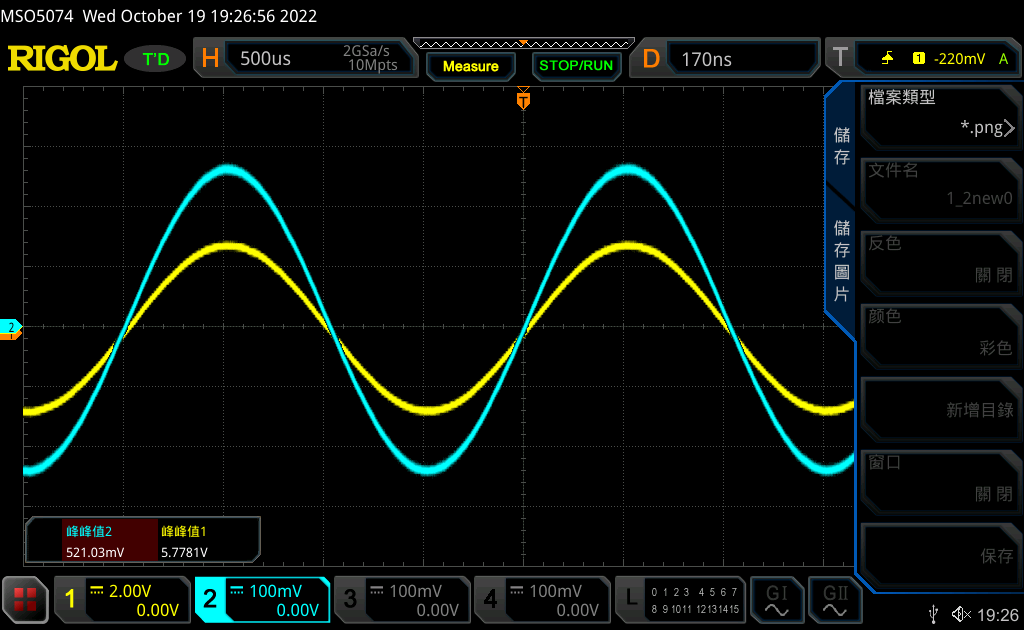 MSO5074 Wed October 19 19:26:56 2022
RIGOL
T'D
H
500us
2GSa/s
10Mpts
Measure
STOP/RUN
D
170ns
T
1
-220mV
A
T
儲存
儲存圖片
檔案類型
*.png
文件名
1_2new0
反色
關閉
颜色
彩色
新增目錄
窗口
關閉
保存
2
1
峰峰值2
峰峰值1
521.03mV
5.7781V
1
2.00V
0.00V
2
100mV
0.00V
3
100mV
0.00V
4
100mV
0.00V
L
0 1 2 3 4 5 6 7
8 9 10 11 12 13 14 15
GI
GII
19:26